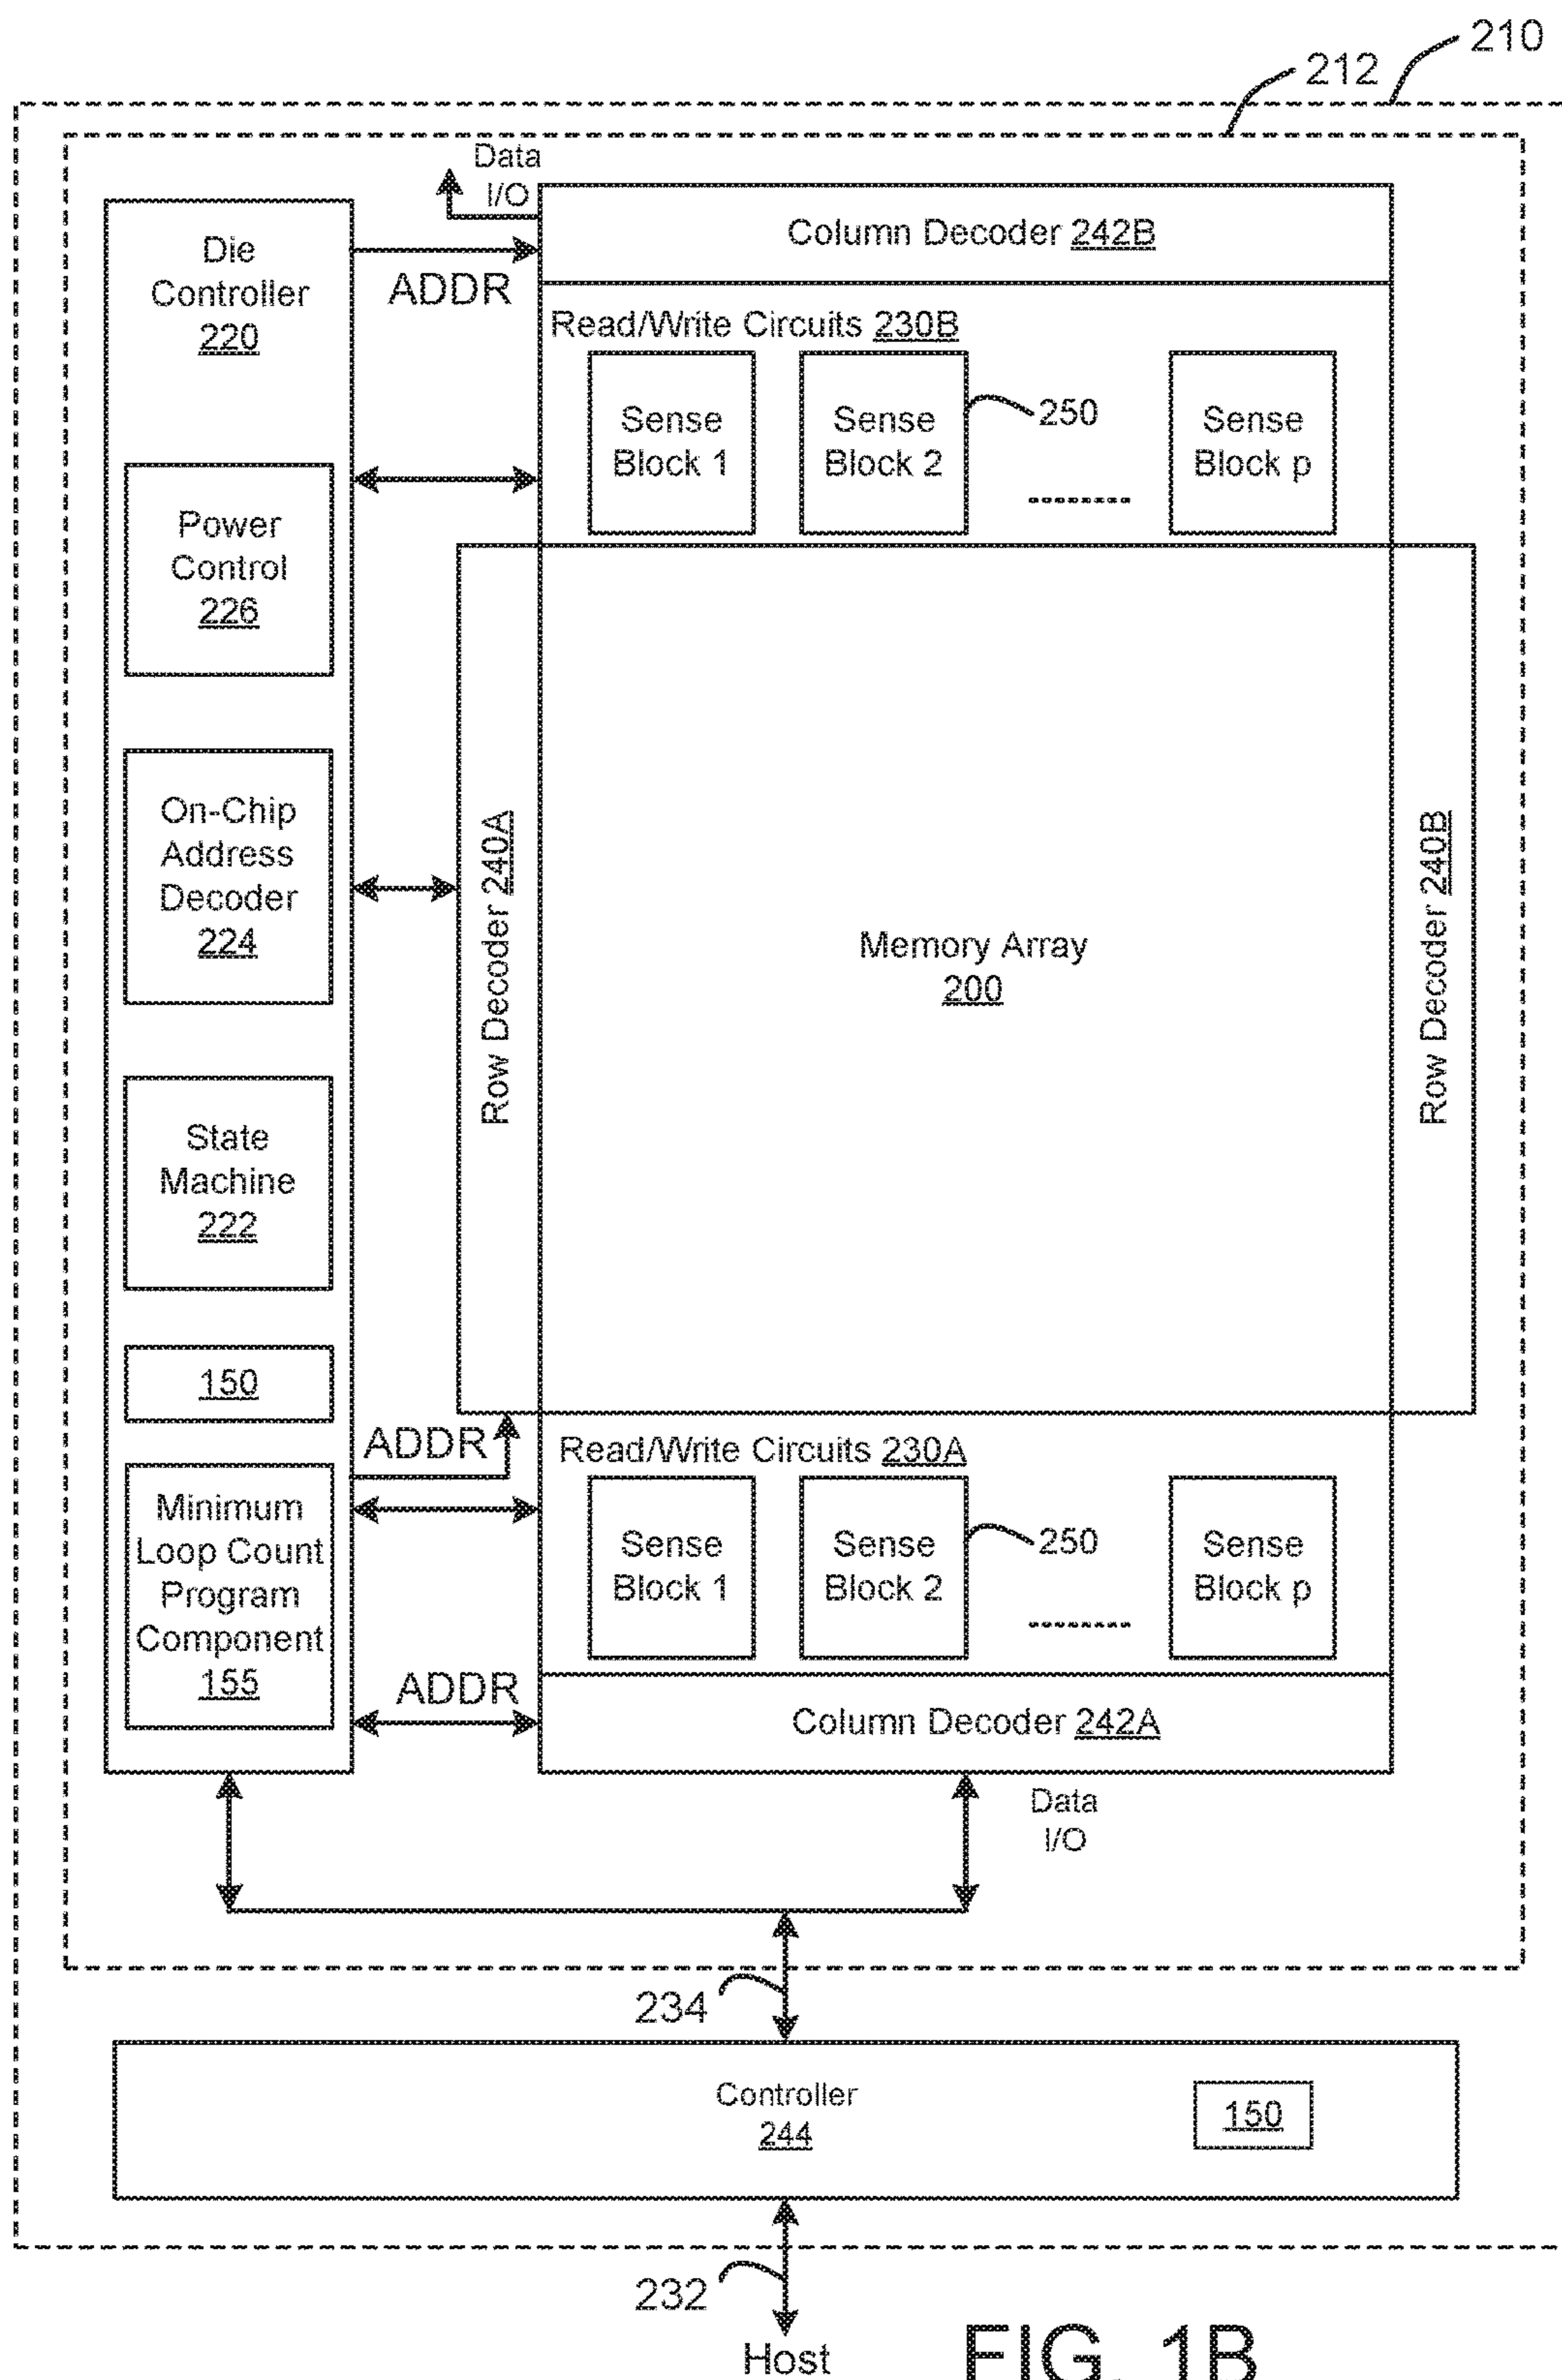 210
212
Data
I/O
Column Decoder 242B
Die
Controller
220
ADDR
Read/Write Circuits 230B
Sense
Block 1
Sense
Block 2
250
Sense
Block p
Power
Control
226
On-Chip
Address
Decoder
224
Row Decoder 240A
Memory Array
200
Row Decoder 240B
State
Machine
222
150
ADDR
Read/Write Circuits 230A
Minimum
Loop Count
Program
Component
155
Sense
Block 1
Sense
Block 2
250
Sense
Block p
ADDR
Column Decoder 242A
Data
I/O
234
Controller
244
150
232
Host
FIG. 1B